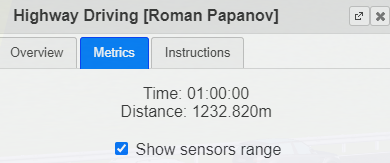 Highway Driving [Roman Papanov]
Overview Metrics Instructions
Time: 01:00:00
Distance: 1232.820m
Show sensors range